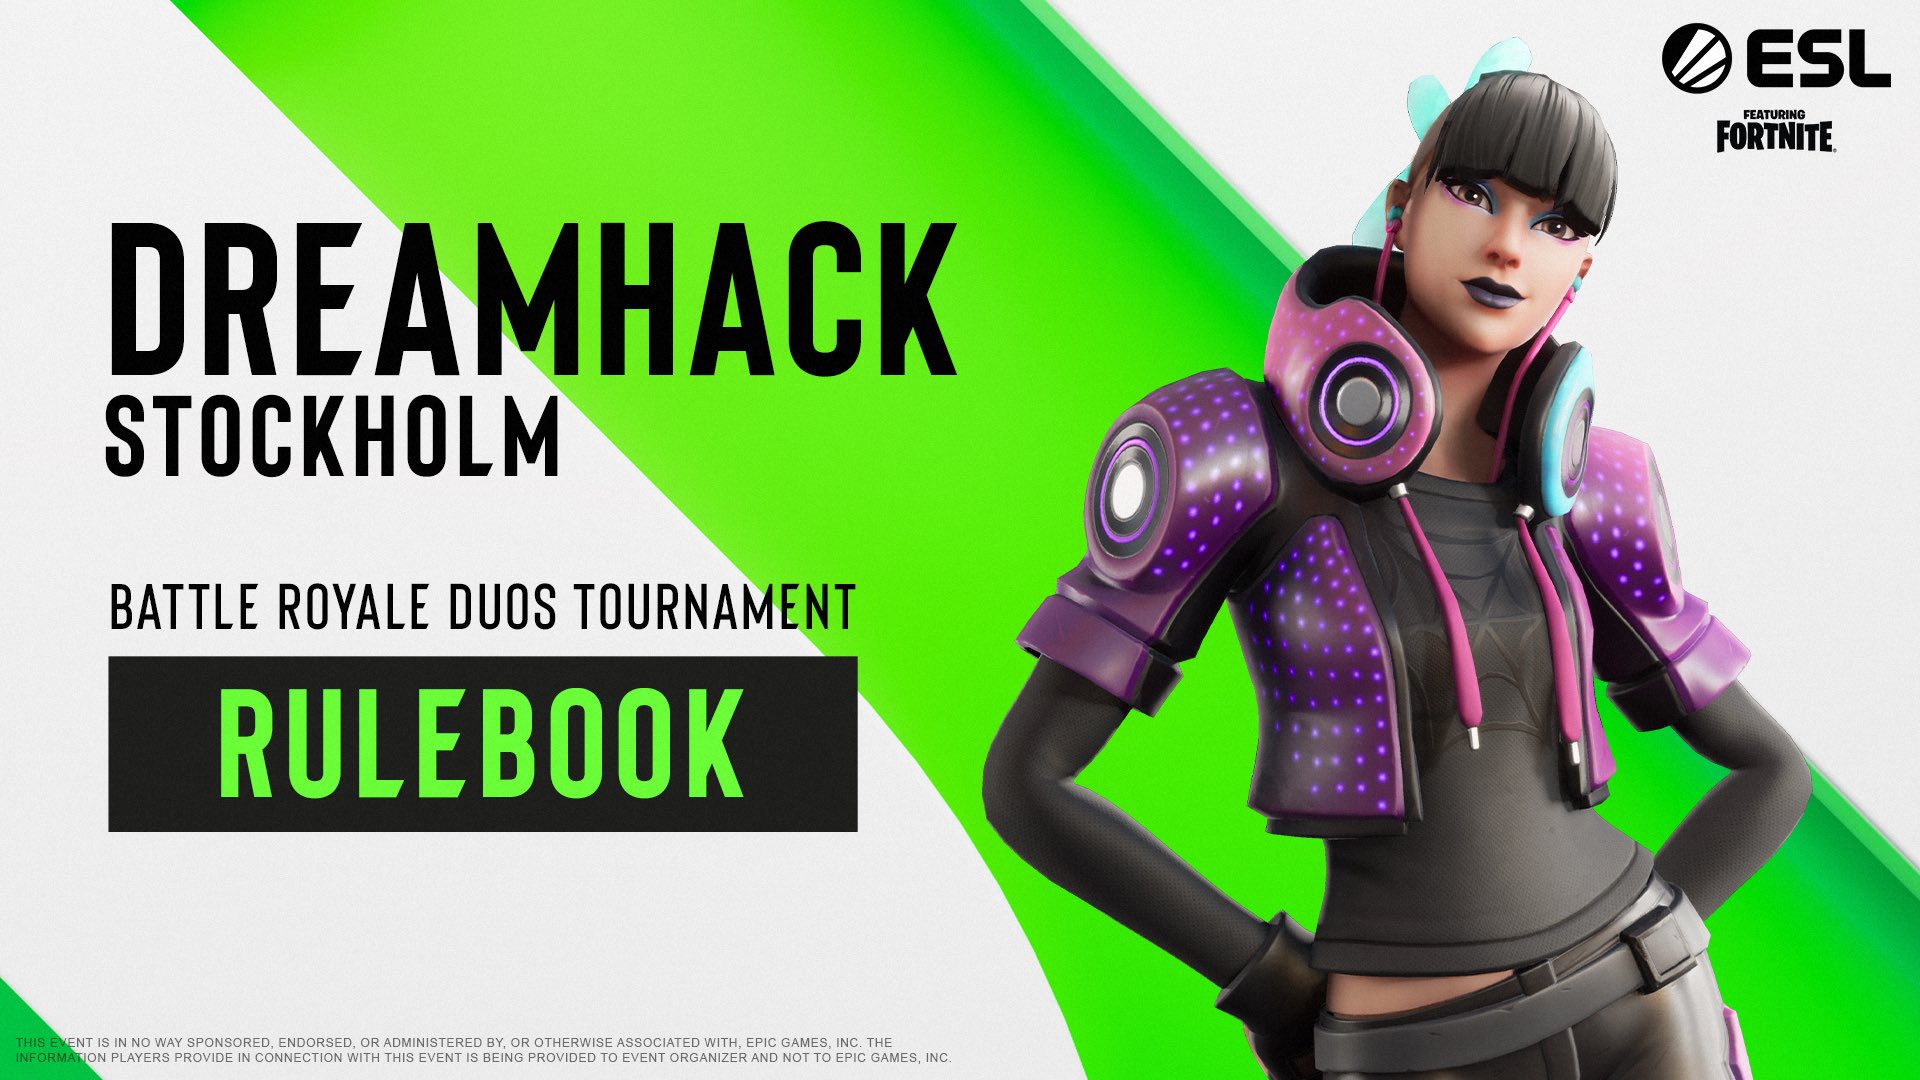 ESL
FEATURING
FORTNITE
DREAMHACK
STOCKHOLM
BATTLE ROYALE DUOS TOURNAMENT
RULEBOOK
THIS EVENT IS IN NO WAY SPONSORED, ENDORSED, OR ADMINISTERED BY, OR OTHERWISE ASSOCIATED WITH, EPIC GAMES, INC. THE
INFORMATION PLAYERS PROVIDE IN CONNECTION WITH THIS EVENT IS BEING PROVIDED TO EVENT ORGANIZER AND NOT TO EPIC GAMES, INC.